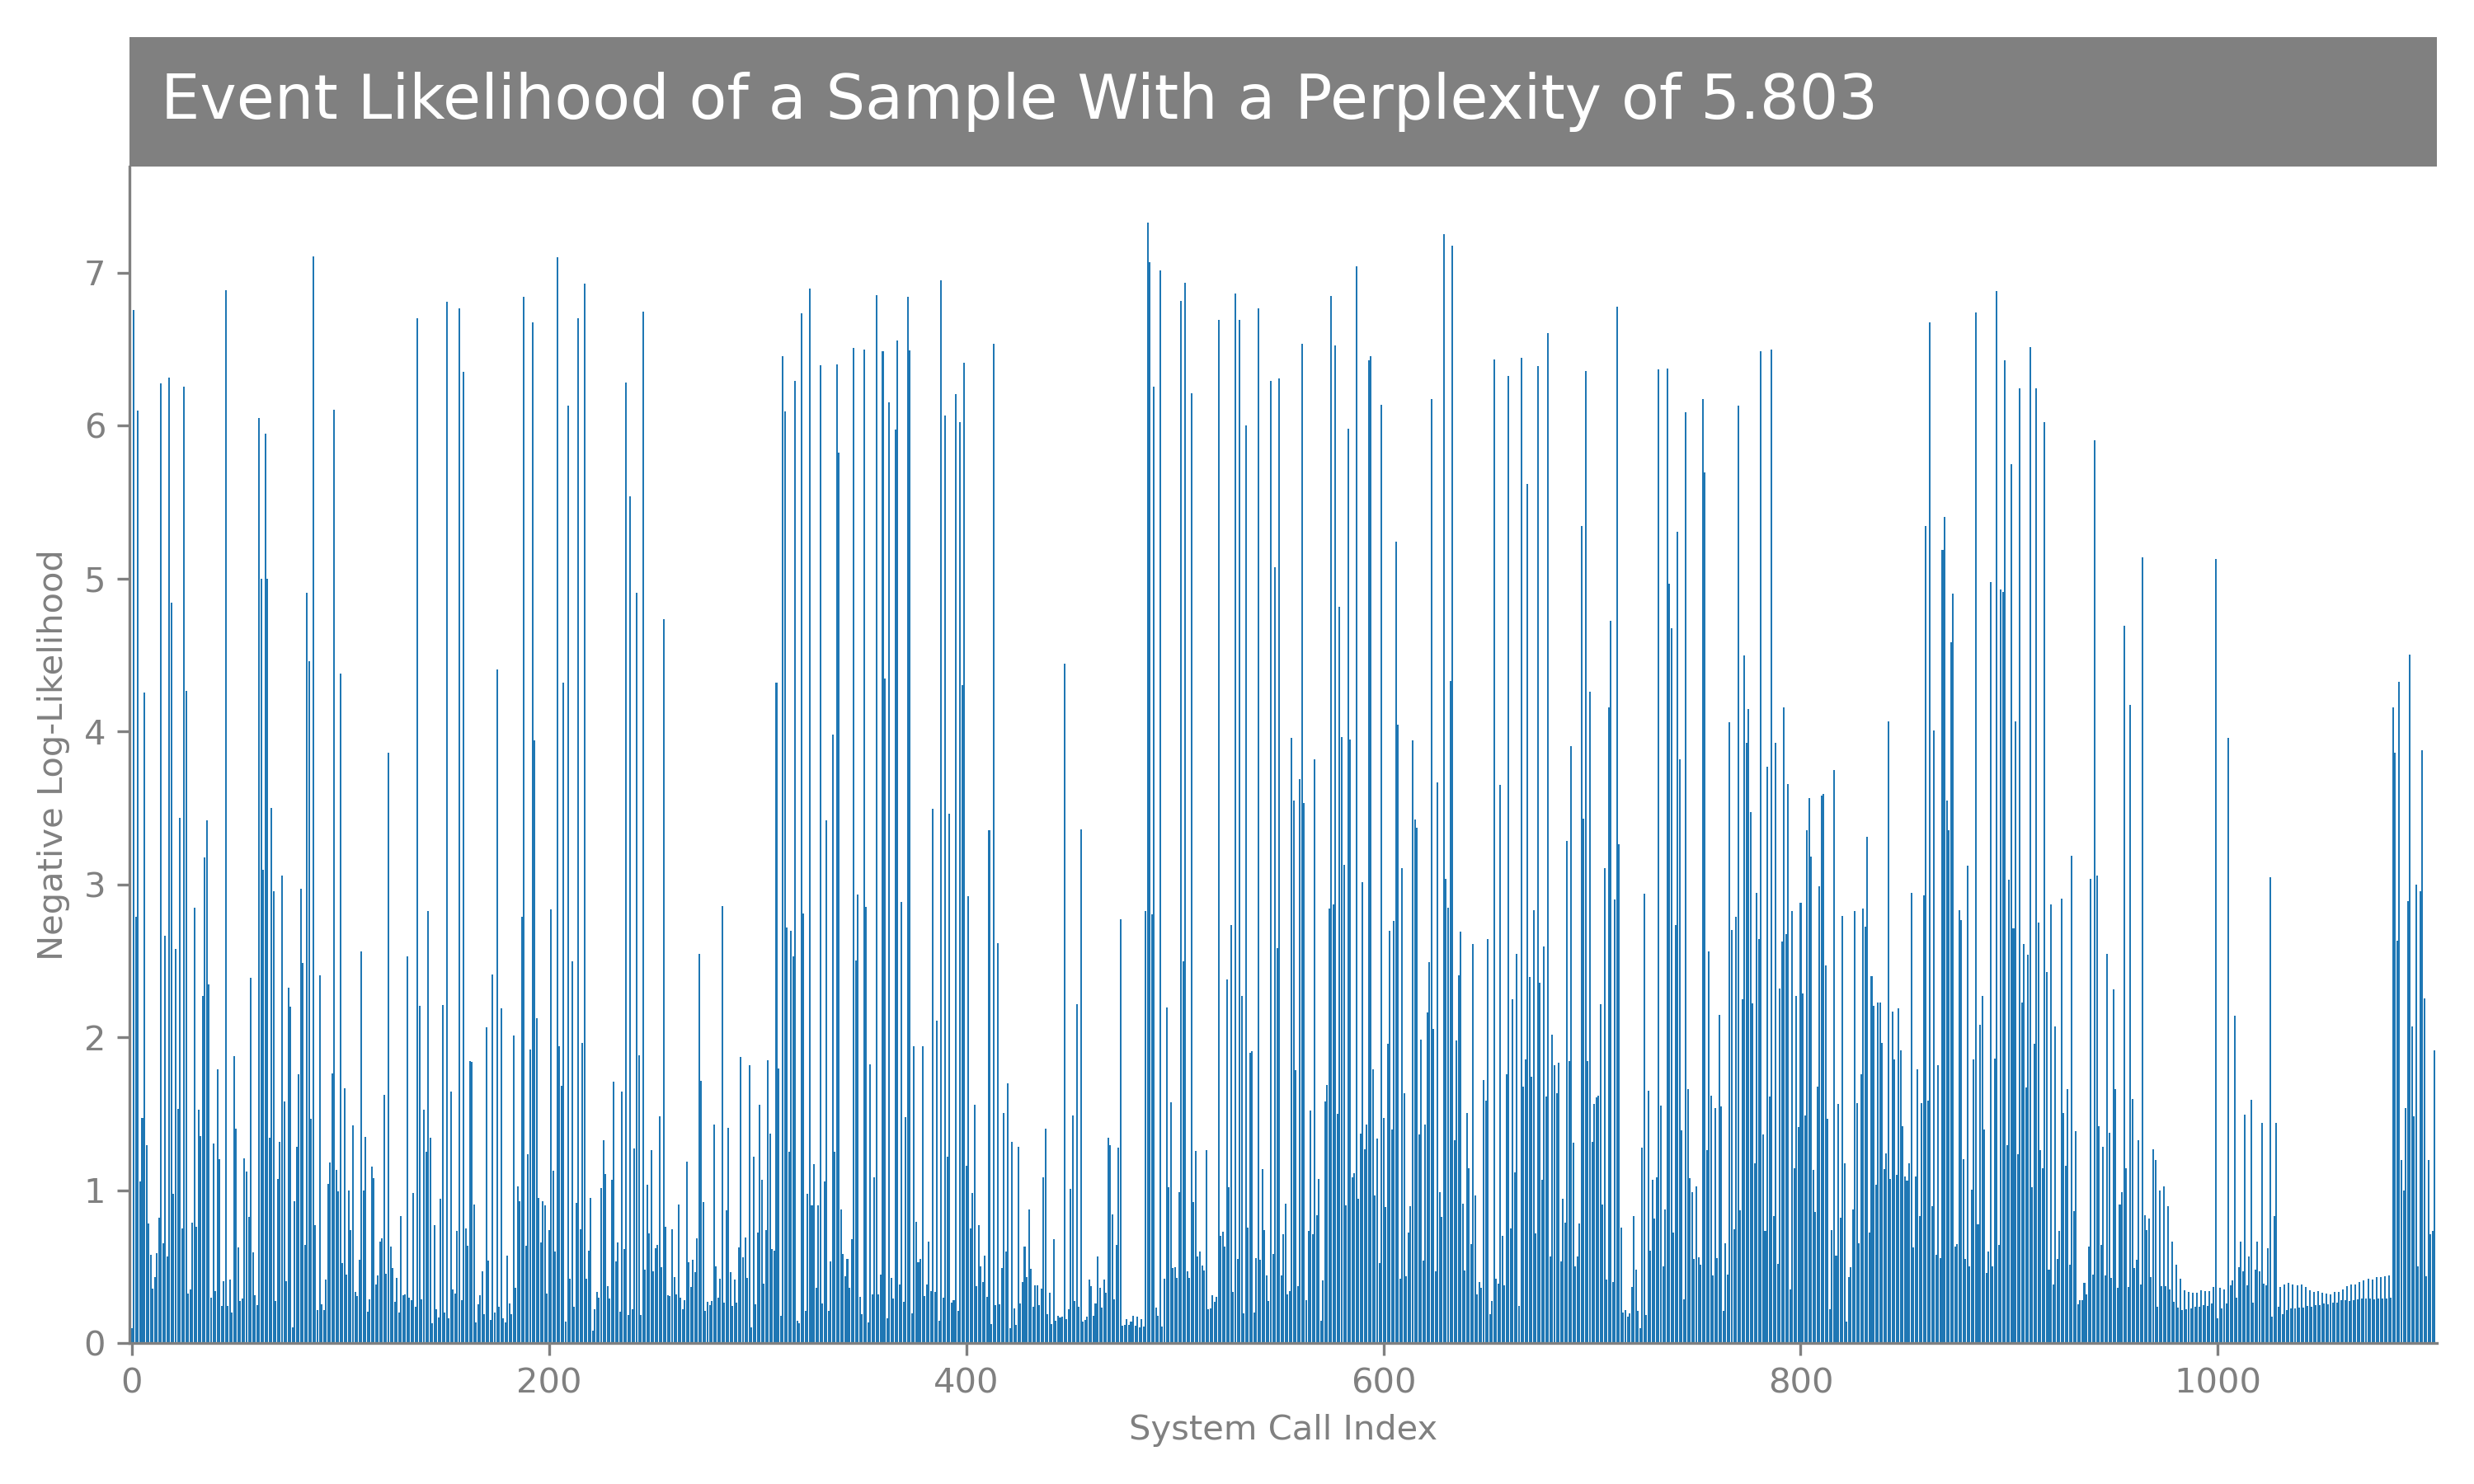 Event Likelihood of a Sample With a Perplexity of 5.803
Negative Log-Likelihood
7
6
5
4
3
2
1
0
0 200 400 600 800 1000
System Call Index